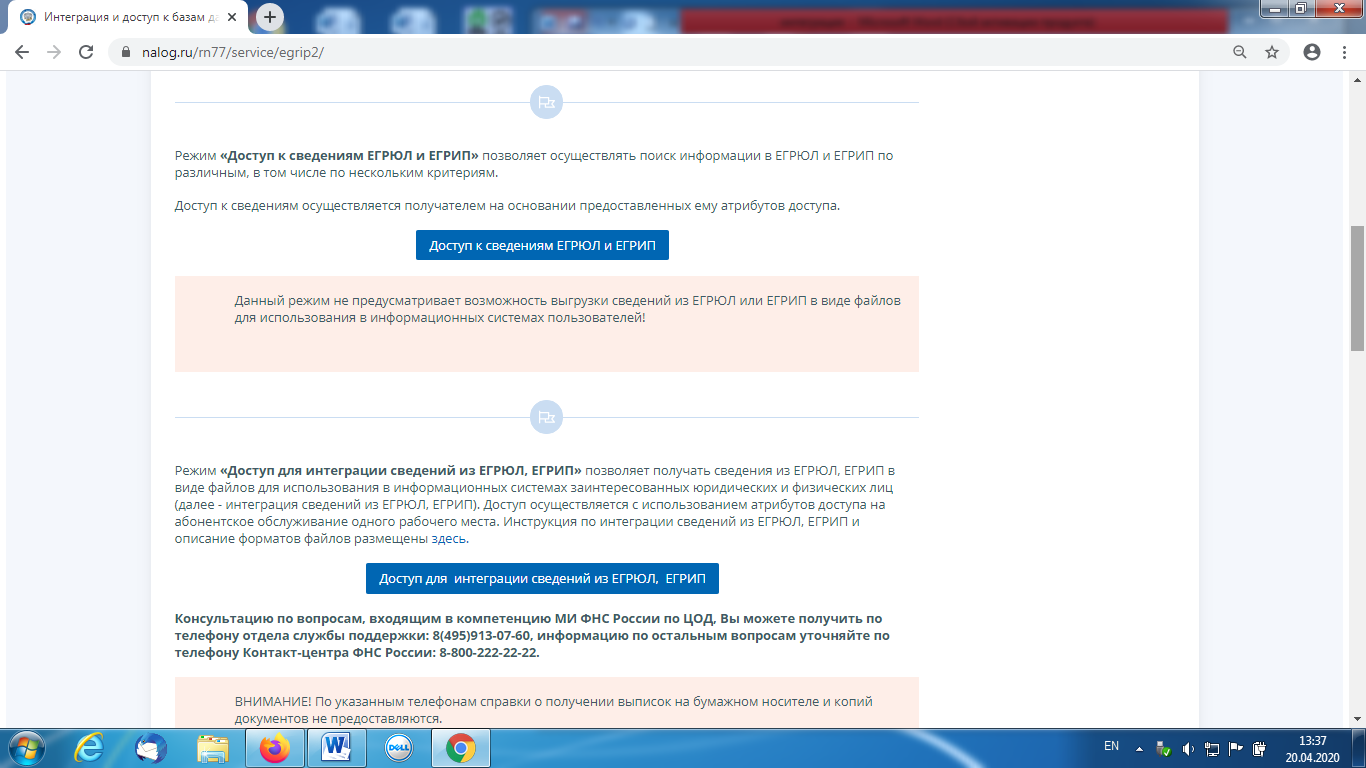 Интеграция и доступ к базам да
nalog.ru/rn77/service/egrip2/
Режим «Доступ к сведениям ЕГРЮЛ и ЕГРИП» позволяет осуществлять поиск информации в ЕГРЮЛ и ЕГРИП по
различным, в том числе по нескольким критериям.
Доступ к сведениям осуществляется получателем на основании предоставленных ему атрибутов доступа.
Доступ к сведениям ЕГРЮЛ и ЕГРИП
Данный режим не предусматривает возможность выгрузки сведений из ЕГРЮЛ или ЕГРИП в виде файлов
для использования в информационных системах пользователей!
Режим «Доступ для интеграции сведений из ЕГРЮЛ, ЕГРИП» позволяет получать сведения из ЕГРЮЛ, ЕГРИП в
виде файлов для использования в информационных системах заинтересованных юридических и физических лиц
(далее - интеграция сведений из ЕГРЮЛ, ЕГРИП). Доступ осуществляется с использованием атрибутов доступа на
абонентское обслуживание одного рабочего места. Инструкция по интеграции сведений из ЕГРЮЛ, ЕГРИП и
описание форматов файлов размещены здесь.
Доступ для интеграции сведений из ЕГРЮЛ, ЕГРИП
Консультацию по вопросам, входящим в компетенцию МИ ФНС России по ЦОД, Вы можете получить по
телефону отдела службы поддержки: 8(495)913-07-60, информацию по остальным вопросам уточняйте по
телефону Контакт-центра ФНС России: 8-800-222-22-22.
ВНИМАНИЕ! По указанным телефонам справки о получении выписок на бумажном носителе и копий
документов не предоставляются.
DELL
EN
13:37
20.04.2020